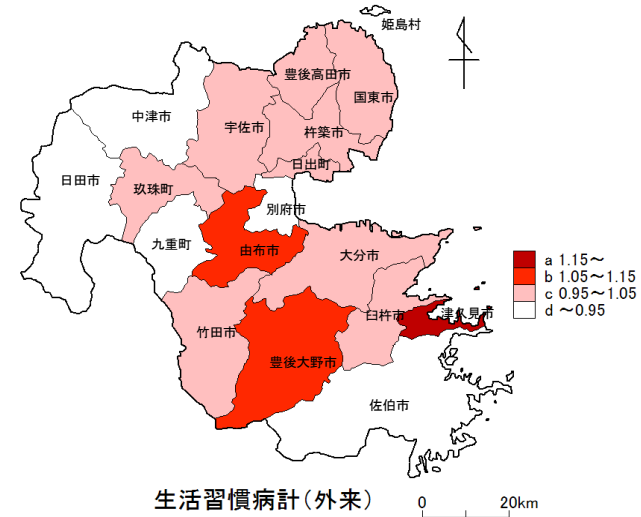 姫島村
豊後高田市
国東市
中津市
宇佐市
杵築市
日出町
日田市
玖珠町
別府市
九重町
由布市
大分市
a 1.15～
b 1.05～1.15
c 0.95～1.05
d ～0.95
臼杵市
津久見市
竹田市
豊後大野市
佐伯市
生活習慣病計（外来）
0 20km